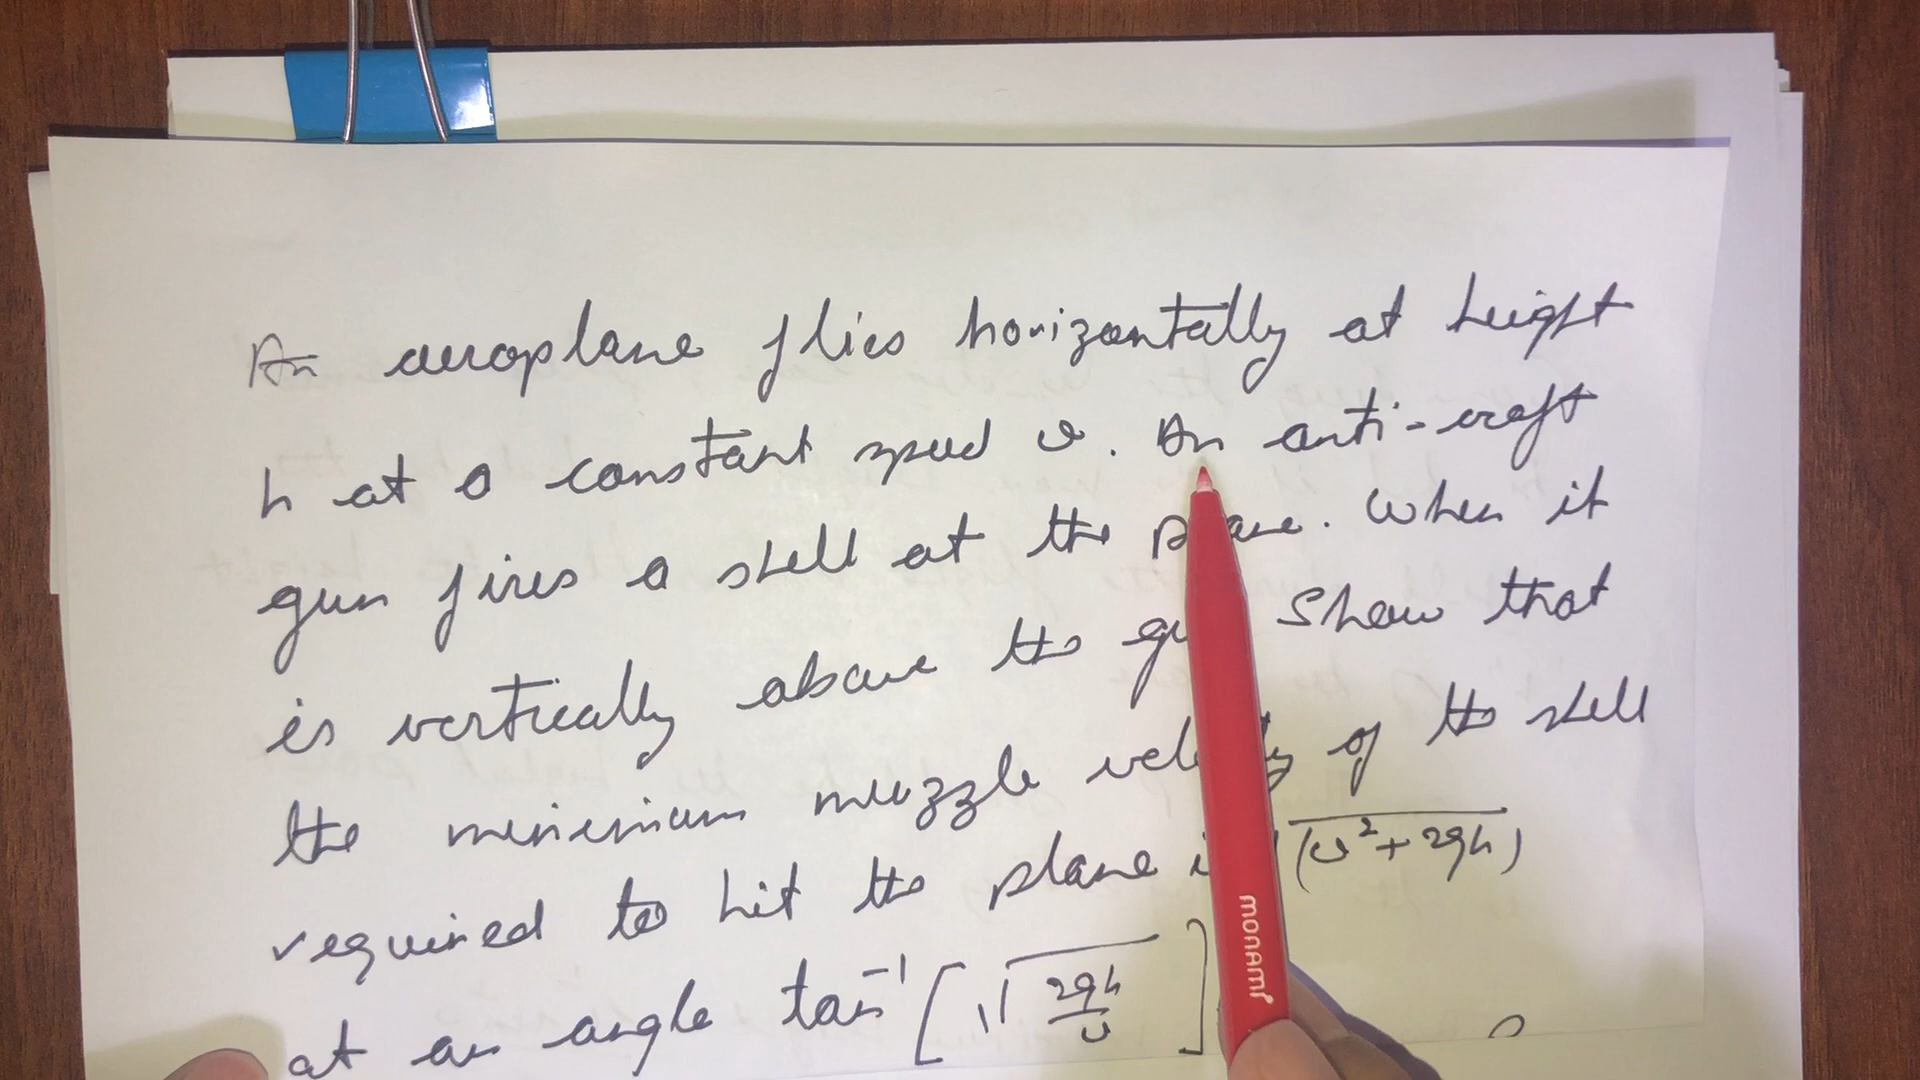 An aeroplane flies horizontally at height
h at a constant speed v. An anti-craft
gun fires a shell at the plane. When it
is vertically above the gun Show that
the minimum muzzle velocity of the shell
required to hit the plane is √(v²+2gh)
at an angle tan⁻¹[√2gh/v]
MONAMI